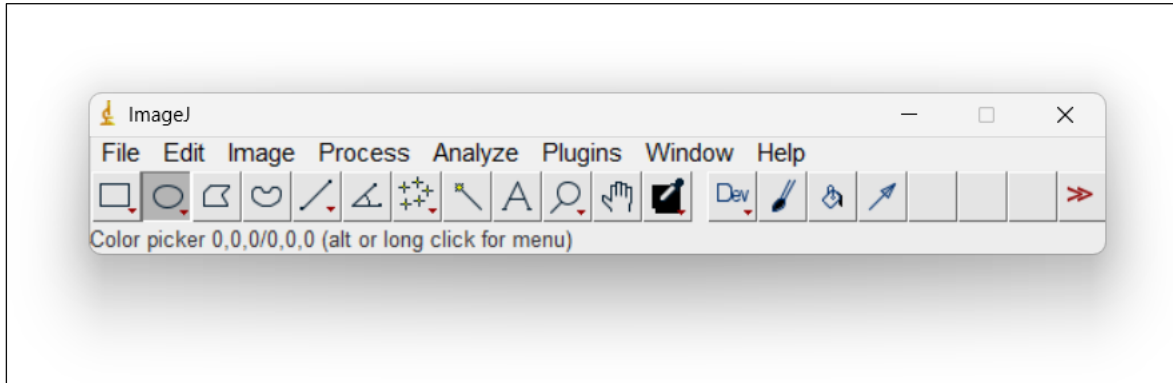 ImageJ
File Edit Image Process Analyze Plugins Window Help
A Dev
Color picker 0,0,0/0,0,0 (alt or long click for menu)